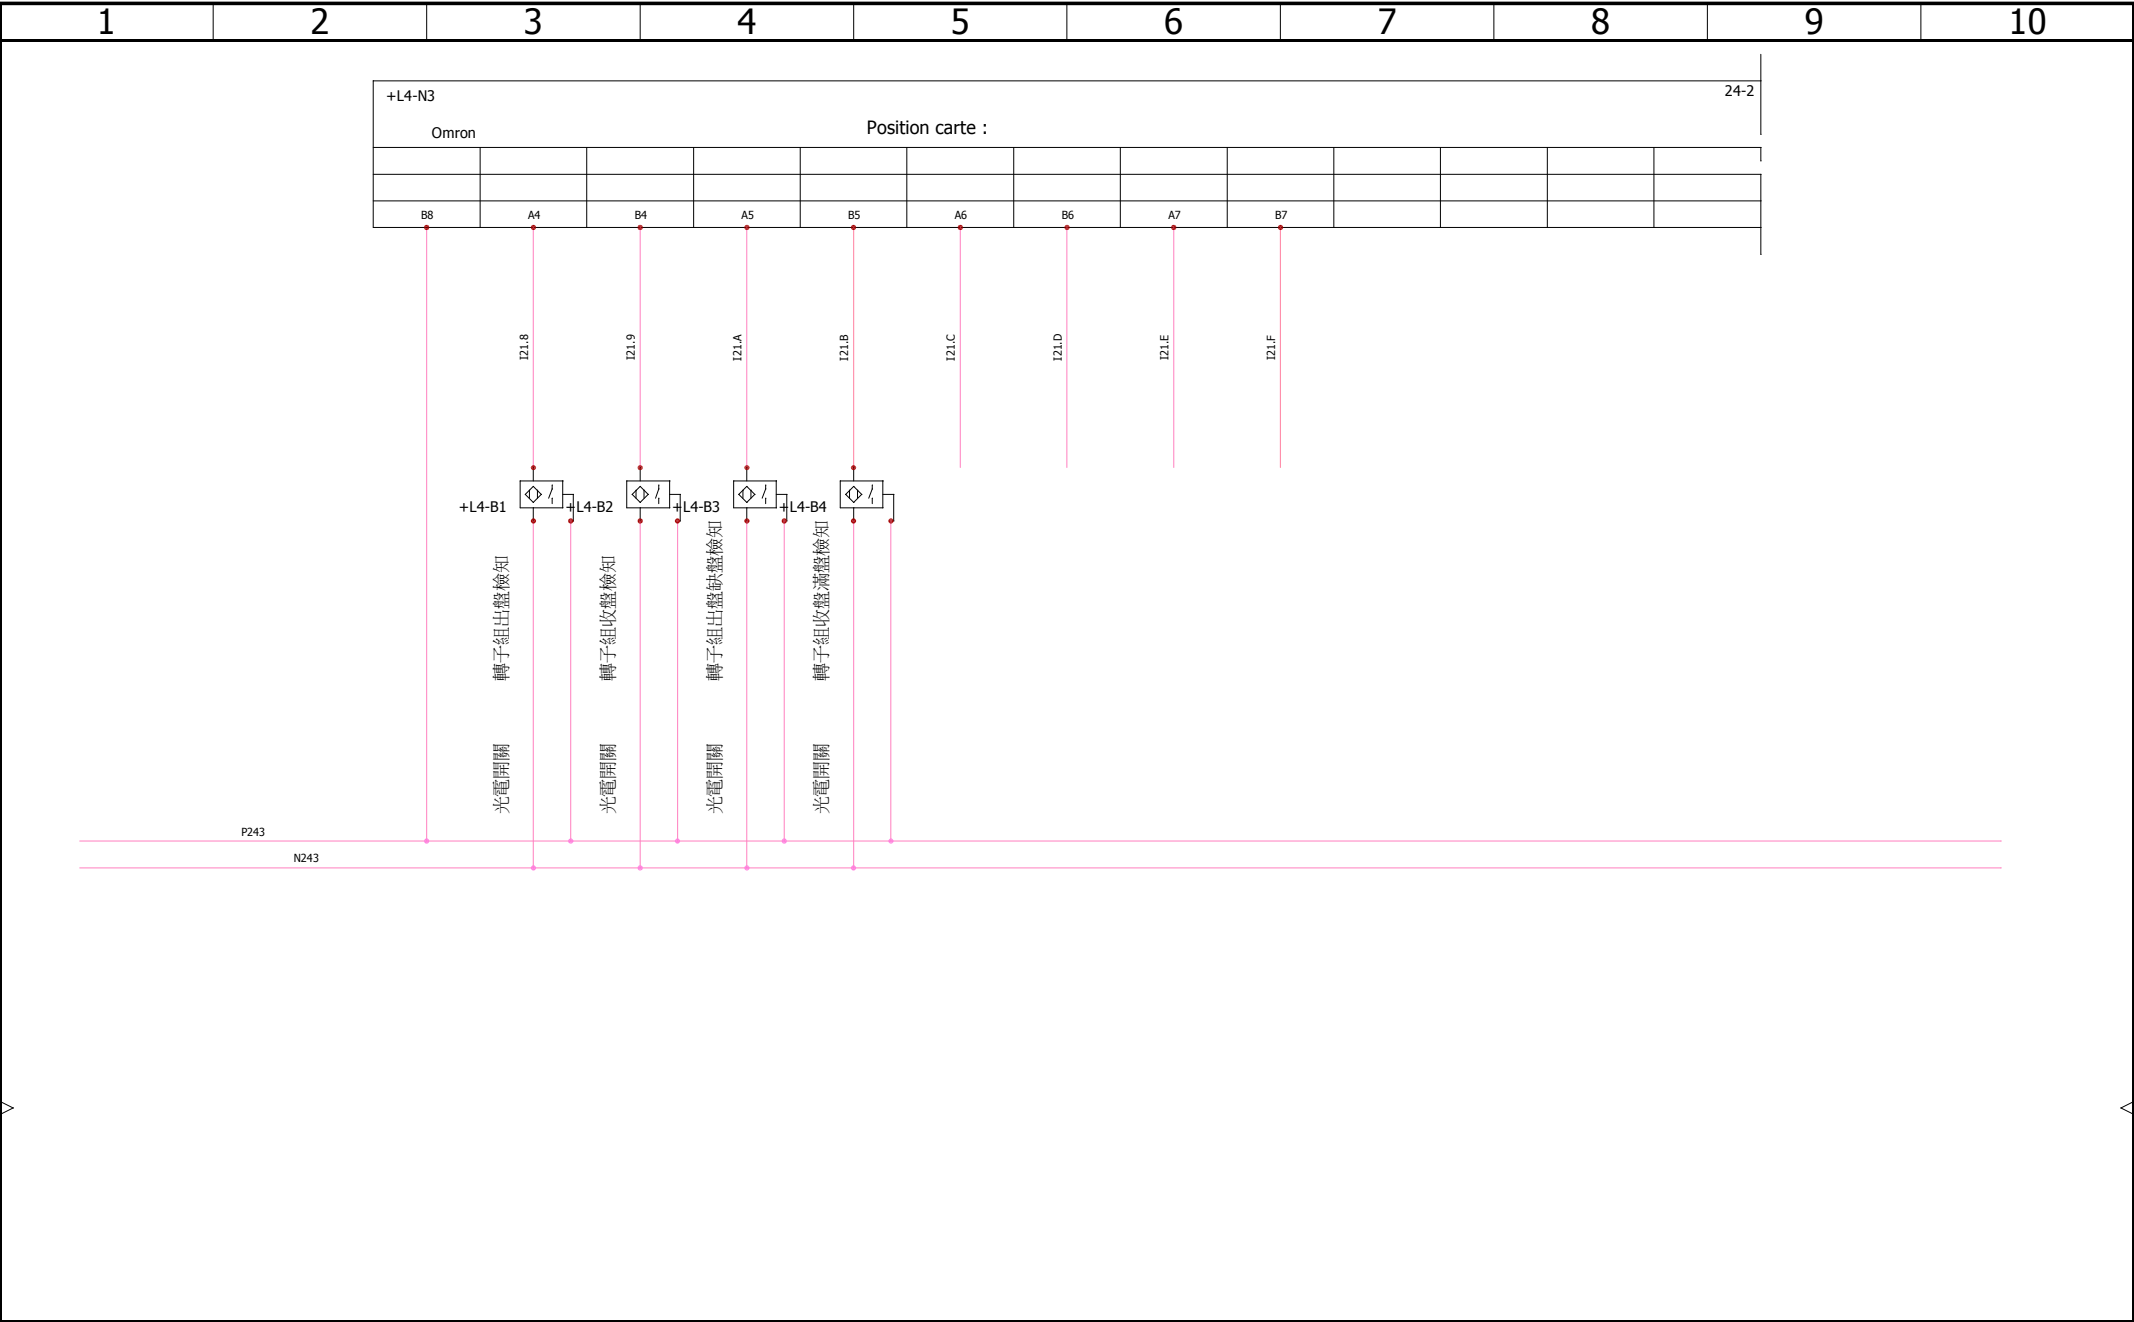 1 2 3 4 5 6 7 8 9 10
+L4-N3 24-2
Omron Position carte :
B8 A4 B4 A5 B5 A6 B6 A7 B7
I21.8 I21.9 I21.A I21.B I21.C I21.D I21.E I21.F
+L4-B1 +L4-B2 +L4-B3 +L4-B4
轉子組出盤檢知
轉子組收盤檢知
轉子組出盤缺盤檢知
轉子組收盤滿盤檢知
光電開關
光電開關
光電開關
光電開關
P243
N243